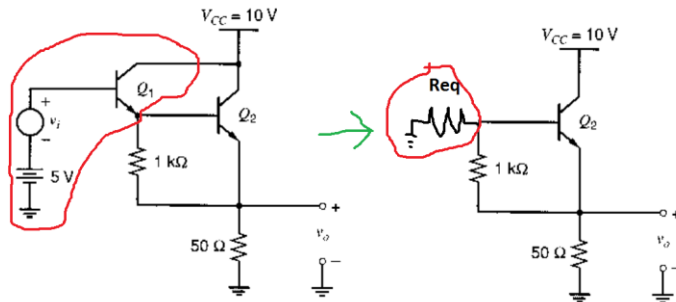 V_CC = 10 V
Q_1
Q_2
+
v_i
−
5 V
1 kΩ
50 Ω
+
v_o
−
V_CC = 10 V
Req
Q_2
1 kΩ
50 Ω
+
v_o
−